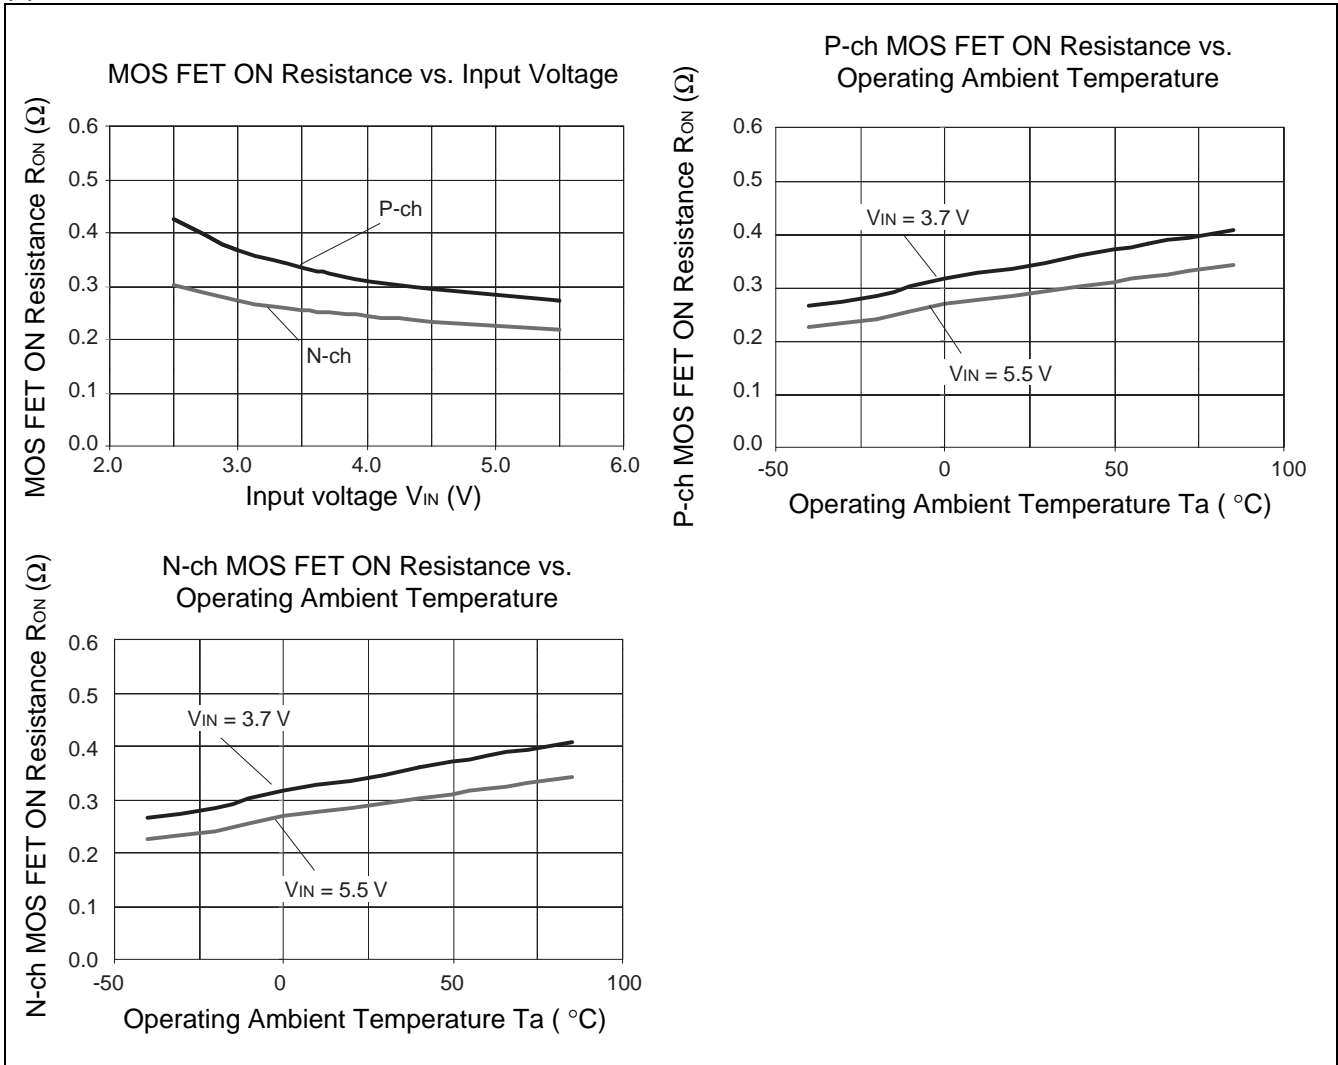 MOS FET ON Resistance vs. Input Voltage
MOS FET ON Resistance RON (Ω)
0.6
0.5
0.4
0.3
0.2
0.1
0.0
P-ch
N-ch
2.0 3.0 4.0 5.0 6.0
Input voltage VIN (V)
P-ch MOS FET ON Resistance vs.
Operating Ambient Temperature
P-ch MOS FET ON Resistance RON (Ω)
0.6
0.5
0.4
0.3
0.2
0.1
0.0
VIN = 3.7 V
VIN = 5.5 V
-50 0 50 100
Operating Ambient Temperature Ta ( °C)
N-ch MOS FET ON Resistance vs.
Operating Ambient Temperature
N-ch MOS FET ON Resistance RON (Ω)
0.6
0.5
0.4
0.3
0.2
0.1
0.0
VIN = 3.7 V
VIN = 5.5 V
-50 0 50 100
Operating Ambient Temperature Ta ( °C)